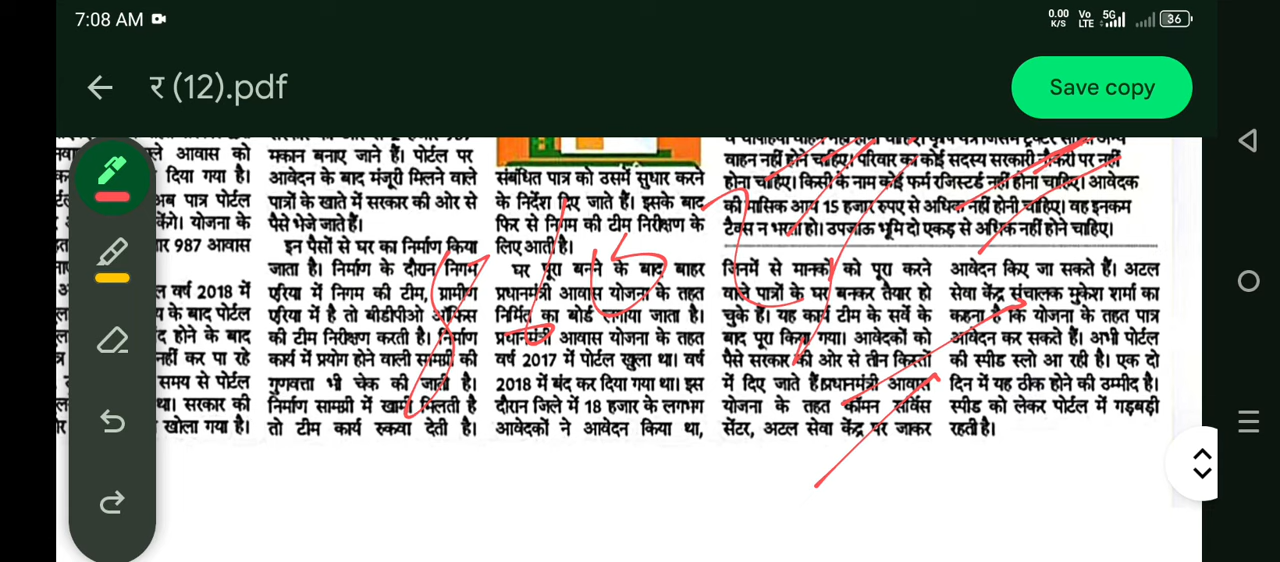 7:08 AM
0.00 K/S Vo LTE 5G 36
र (12).pdf
Save copy
ले आवास को
दिया गया है।
अब पात्र पोर्टल
केंगे। योजना के
ार 987 आवास
ल वर्ष 2018 में
य के बाद पोर्टल
द होने के बाद
नहीं कर पा रहे
समय से पोर्टल
था। सरकार की
खोला गया है।
मकान बनाए जाने हैं। पोर्टल पर
आवेदन के बाद मंजूरी मिलने वाले
पात्रों के खाते में सरकार की ओर से
पैसे भेजे जाते हैं।
इन पैसों से घर का निर्माण किया
जाता है। निर्माण के दौरान निगम
एरिया में निगम की टीम, ग्रामीण
एरिया में है तो बीडीपीओ ऑफिस
की टीम निरीक्षण करती है। निर्माण
कार्य में प्रयोग होने वाली सामग्री की
गुणवत्ता भी चेक की जाती है।
निर्माण सामग्री में खामी मिलती है
तो टीम कार्य रुकवा देती है।
संबंधित पात्र को उसमें सुधार करने
के निर्देश दिए जाते हैं। इसके बाद
फिर से निगम की टीम निरीक्षण के
लिए आती है।
घर पूरा बनने के बाद बाहर
प्रधानमंत्री आवास योजना के तहत
निर्मित का बोर्ड लगाया जाता है।
प्रधानमंत्री आवास योजना के तहत
वर्ष 2017 में पोर्टल खुला था। वर्ष
2018 में बंद कर दिया गया था। इस
दौरान जिले में 18 हजार के लगभग
आवेदकों ने आवेदन किया था,
वाहन नहीं होने चाहिए। परिवार का कोई सदस्य सरकारी नौकरी पर नहीं
होना चाहिए। किसी के नाम कोई फर्म रजिस्टर्ड नहीं होना चाहिए। आवेदक
की मासिक आय 15 हजार रुपए से अधिक नहीं होनी चाहिए। वह इनकम
टैक्स न भरता हो। उपजाऊ भूमि दो एकड़ से अधिक नहीं होने चाहिए।
जिनमें से मानकों को पूरा करने
वाले पात्रों के घर बनकर तैयार हो
चुके हैं। यह कार्य टीम के सर्वे के
बाद पूरा किया गया। आवेदकों को
पैसे सरकार की ओर से तीन किस्तों
में दिए जाते हैं।प्रधानमंत्री आवास
योजना के तहत कॉमन सर्विस
सेंटर, अटल सेवा केंद्र पर जाकर
आवेदन किए जा सकते हैं। अटल
सेवा केंद्र संचालक मुकेश शर्मा का
कहना है कि योजना के तहत पात्र
आवेदन कर सकते हैं। अभी पोर्टल
की स्पीड स्लो आ रही है। एक दो
दिन में यह ठीक होने की उम्मीद है।
स्पीड को लेकर पोर्टल में गड़बड़ी
रहती है।